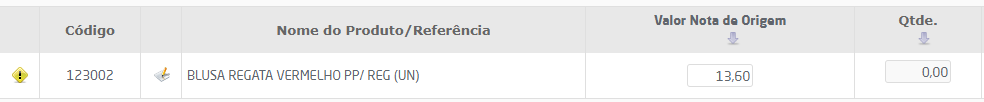 Código Nome do Produto/Referência Valor Nota de Origem Qtde.
123002 BLUSA REGATA VERMELHO PP/ REG (UN) 13,60 0,00